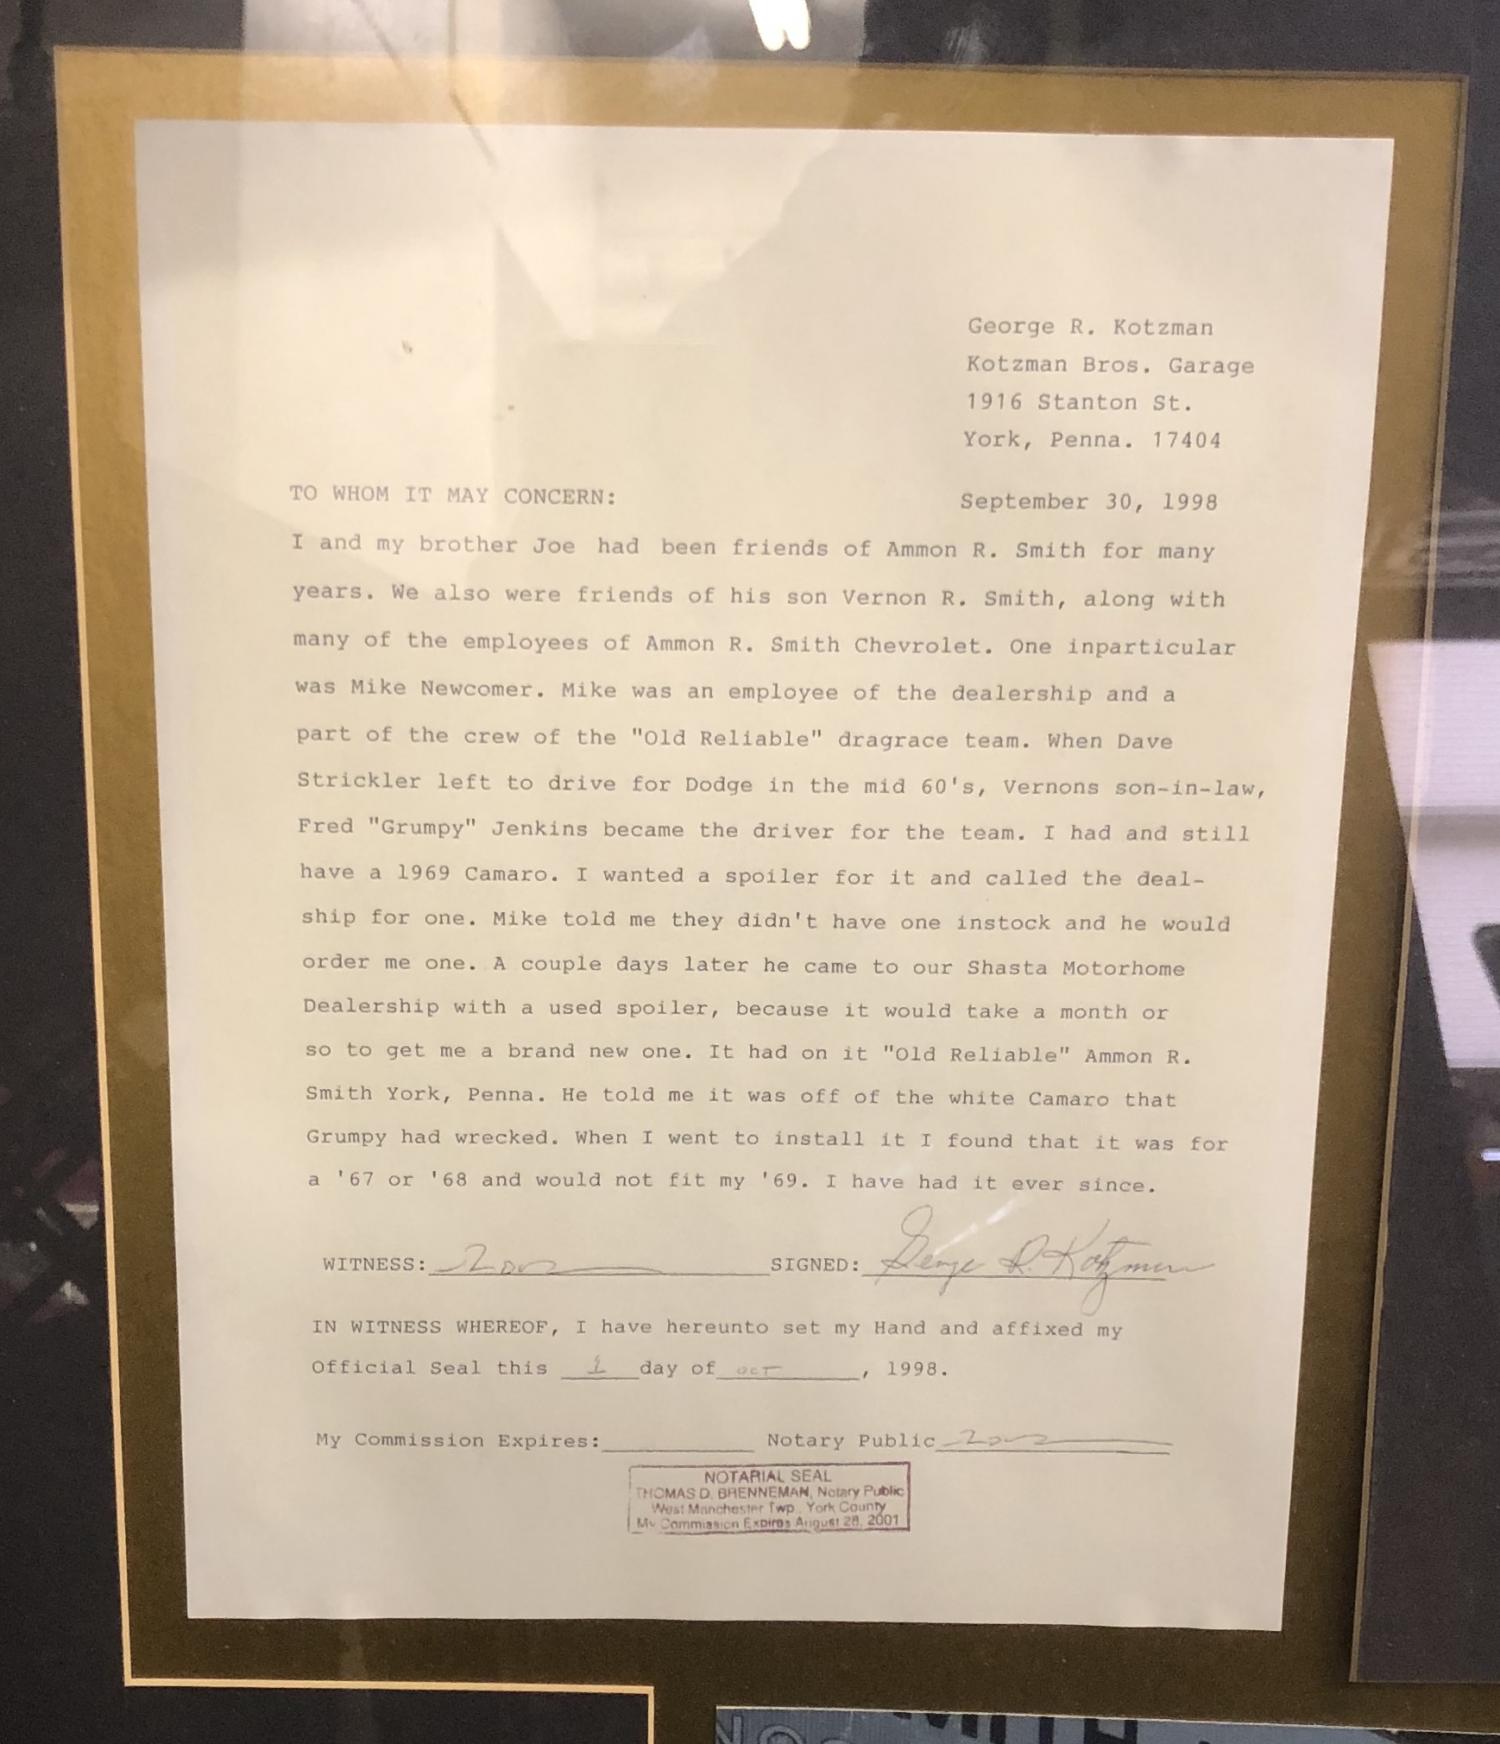 George R. Kotzman
Kotzman Bros. Garage
1916 Stanton St.
York, Penna. 17404
TO WHOM IT MAY CONCERN:
September 30, 1998
I and my brother Joe had been friends of Ammon R. Smith for many
years. We also were friends of his son Vernon R. Smith, along with
many of the employees of Ammon R. Smith Chevrolet. One inparticular
was Mike Newcomer. Mike was an employee of the dealership and a
part of the crew of the "Old Reliable" dragrace team. When Dave
Strickler left to drive for Dodge in the mid 60's, Vernons son-in-law,
Fred "Grumpy" Jenkins became the driver for the team. I had and still
have a 1969 Camaro. I wanted a spoiler for it and called the deal-
ship for one. Mike told me they didn't have one instock and he would
order me one. A couple days later he came to our Shasta Motorhome
Dealership with a used spoiler, because it would take a month or
so to get me a brand new one. It had on it "Old Reliable" Ammon R.
Smith York, Penna. He told me it was off of the white Camaro that
Grumpy had wrecked. When I went to install it I found that it was for
a '67 or '68 and would not fit my '69. I have had it ever since.
WITNESS: SIGNED: George R. Kotzman
IN WITNESS WHEREOF, I have hereunto set my Hand and affixed my
Official Seal this 1 day of OCT, 1998.
My Commission Expires: Notary Public
NOTARIAL SEAL
THOMAS D. BRENNEMAN, Notary Public
West Manchester Twp., York County
My Commission Expires August 28, 2001